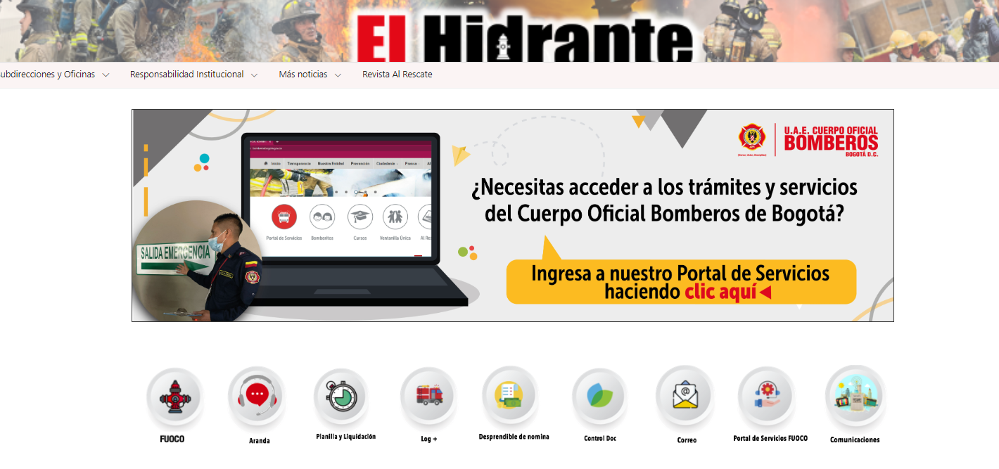 El Hidrante
ubdirecciones y Oficinas
Responsabilidad Institucional
Más noticias
Revista Al Rescate
U.A.E. CUERPO OFICIAL
BOMBEROS
BOGOTÁ D.C.
Inicio Transparencia Nuestra Entidad Prevención Ciudadanía Prensa Al
Portal de Servicios
Bomberitos
Cursos
Ventanilla Única
Al Res
SALIDA EMERGENCIA
¿Necesitas acceder a los trámites y servicios
del Cuerpo Oficial Bomberos de Bogotá?
Ingresa a nuestro Portal de Servicios
haciendo clic aquí
FUOCO
Aranda
Planilla y Liquidación
Log +
Desprendible de nomina
Control Doc
Correo
Portal de Servicios FUOCO
Comunicaciones